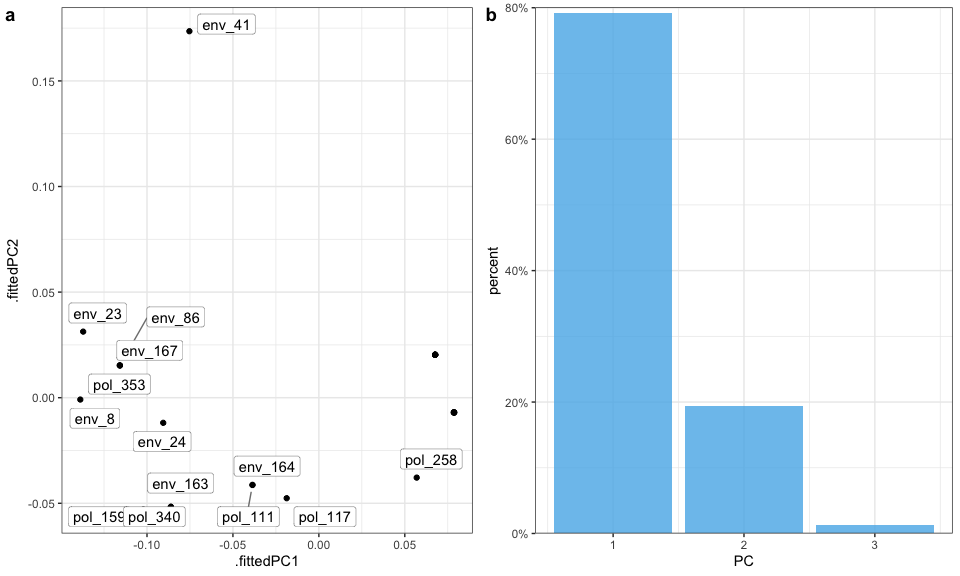 a
env_41
0.15
0.10
.fittedPC2
0.05
env_23
env_86
env_167
pol_353
0.00
env_8
env_24
pol_258
env_164
env_163
-0.05
pol_159
pol_340
pol_111
pol_117
-0.10
-0.05
0.00
0.05
.fittedPC1
b
80%
60%
percent
40%
20%
0%
1
2
3
PC